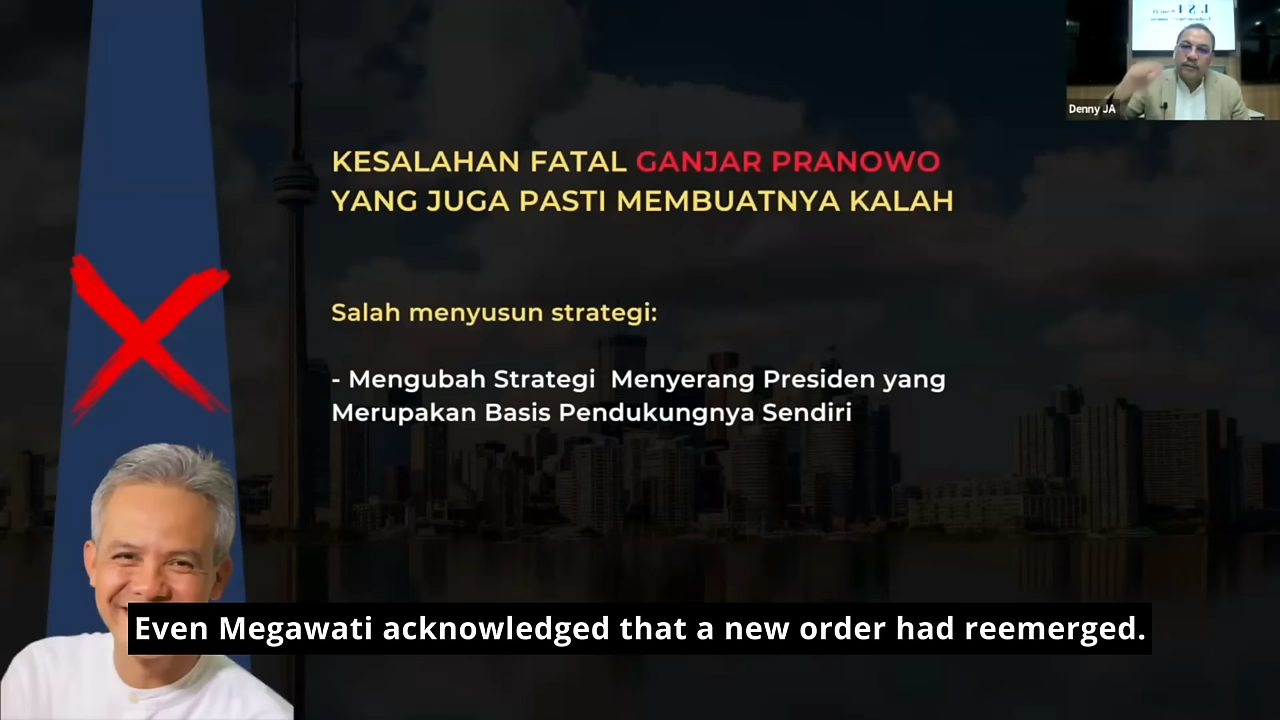 Denny JA
KESALAHAN FATAL GANJAR PRANOWO
YANG JUGA PASTI MEMBUATNYA KALAH
Salah menyusun strategi:
- Mengubah Strategi Menyerang Presiden yang
Merupakan Basis Pendukungnya Sendiri
Even Megawati acknowledged that a new order had reemerged.